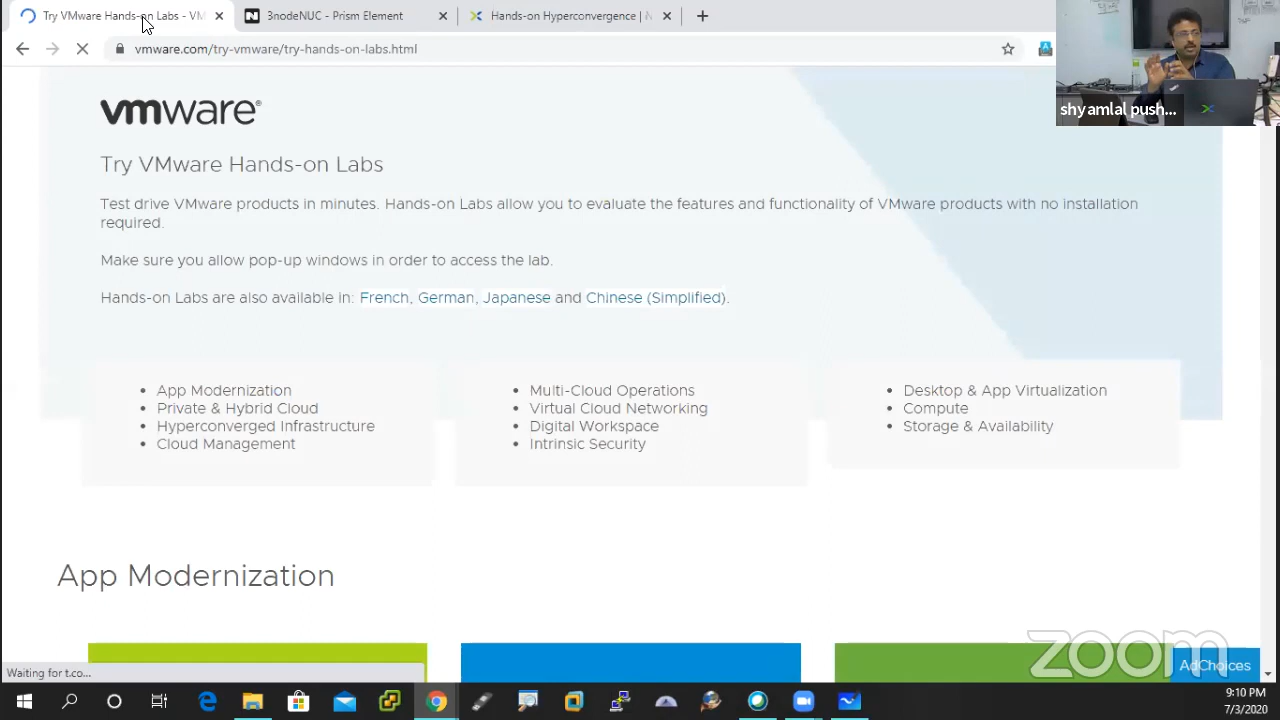 Try VMware Hands-on Labs - VM
3nodeNUC - Prism Element
Hands-on Hyperconvergence | N
vmware.com/try-vmware/try-hands-on-labs.html
shyamlal push...
vmware®
Try VMware Hands-on Labs
Test drive VMware products in minutes. Hands-on Labs allow you to evaluate the features and functionality of VMware products with no installation
required.
Make sure you allow pop-up windows in order to access the lab.
Hands-on Labs are also available in: French, German, Japanese and Chinese (Simplified).
App Modernization
Private & Hybrid Cloud
Hyperconverged Infrastructure
Cloud Management
Multi-Cloud Operations
Virtual Cloud Networking
Digital Workspace
Intrinsic Security
Desktop & App Virtualization
Compute
Storage & Availability
App Modernization
zoom
AdChoices
Waiting for t.co...
9:10 PM
7/3/2020